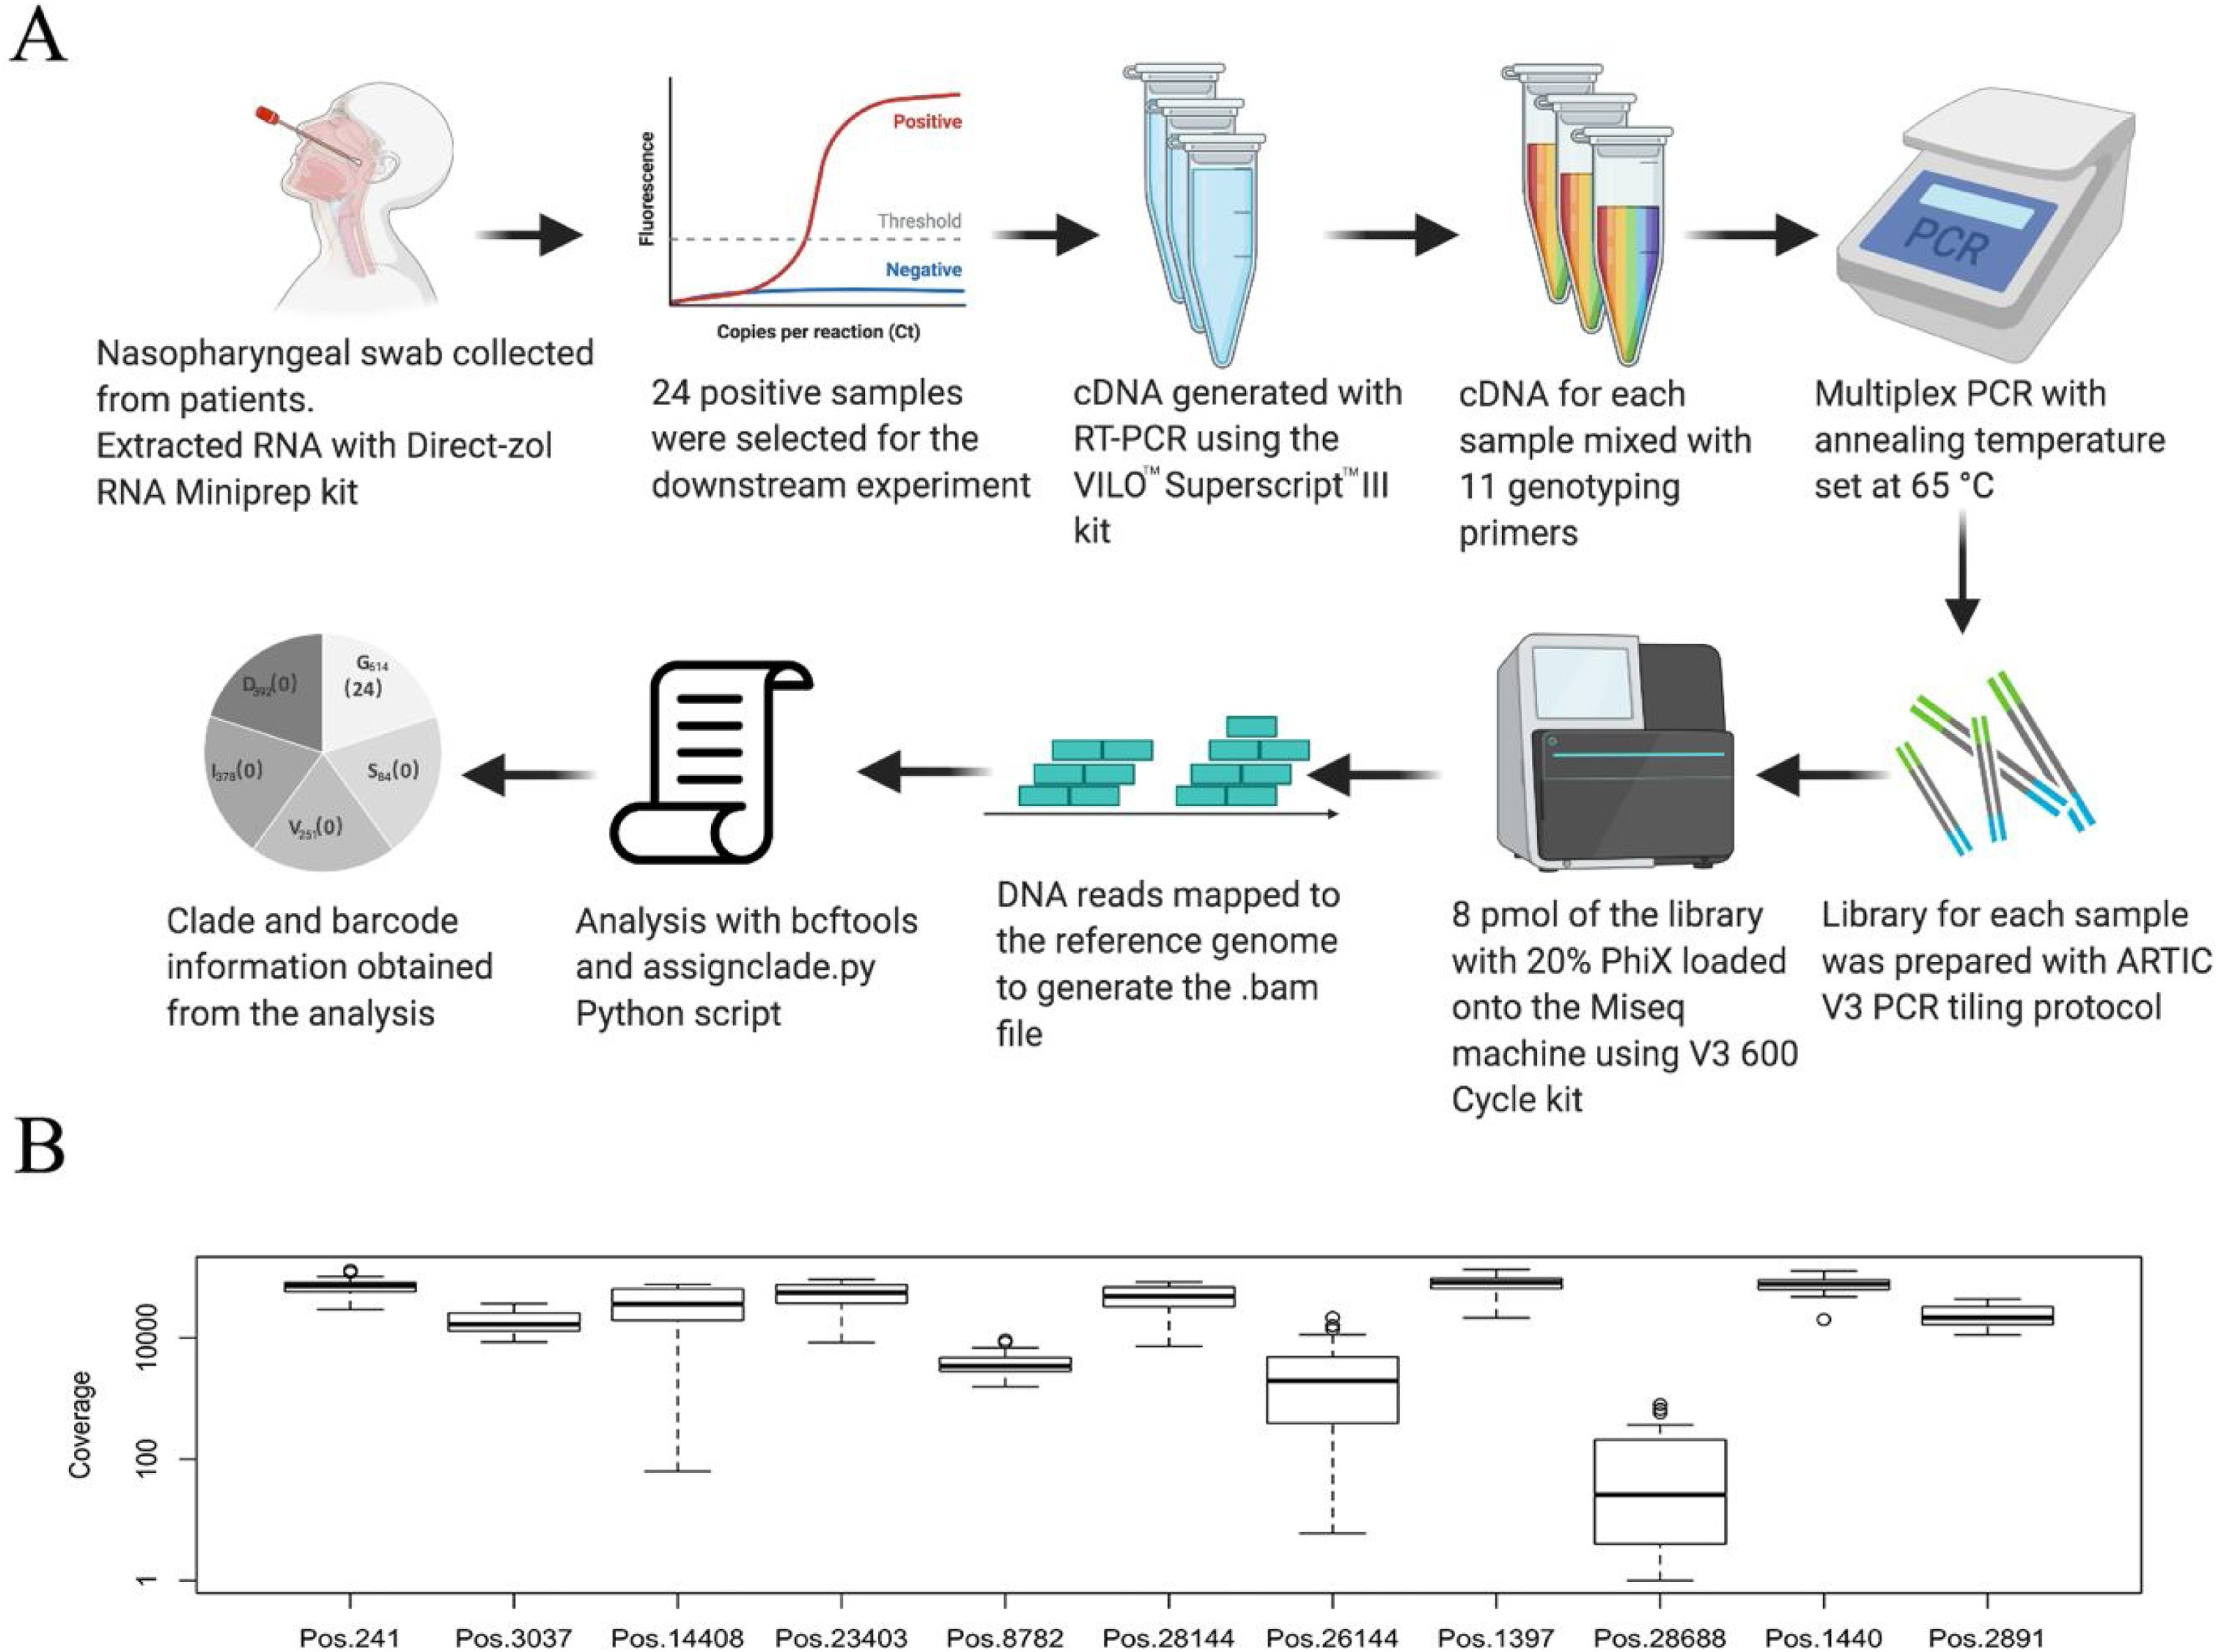 A
Fluorescence
Positive
Threshold
Negative
Copies per reaction (Ct)
PCR
Nasopharyngeal swab collected
from patients.
Extracted RNA with Direct-zol
RNA Miniprep kit
24 positive samples
were selected for the
downstream experiment
cDNA generated with
RT-PCR using the
VILO™ Superscript™III
kit
cDNA for each
sample mixed with
11 genotyping
primers
Multiplex PCR with
annealing temperature
set at 65 °C
D392(0)
G614
(24)
I378(0)
S84(0)
V251(0)
Clade and barcode
information obtained
from the analysis
Analysis with bcftools
and assignclade.py
Python script
DNA reads mapped to
the reference genome
to generate the .bam
file
8 pmol of the library
with 20% PhiX loaded
onto the Miseq
machine using V3 600
Cycle kit
Library for each sample
was prepared with ARTIC
V3 PCR tiling protocol
B
Coverage
10000
100
1
Pos.241
Pos.3037
Pos.14408
Pos.23403
Pos.8782
Pos.28144
Pos.26144
Pos.1397
Pos.28688
Pos.1440
Pos.2891